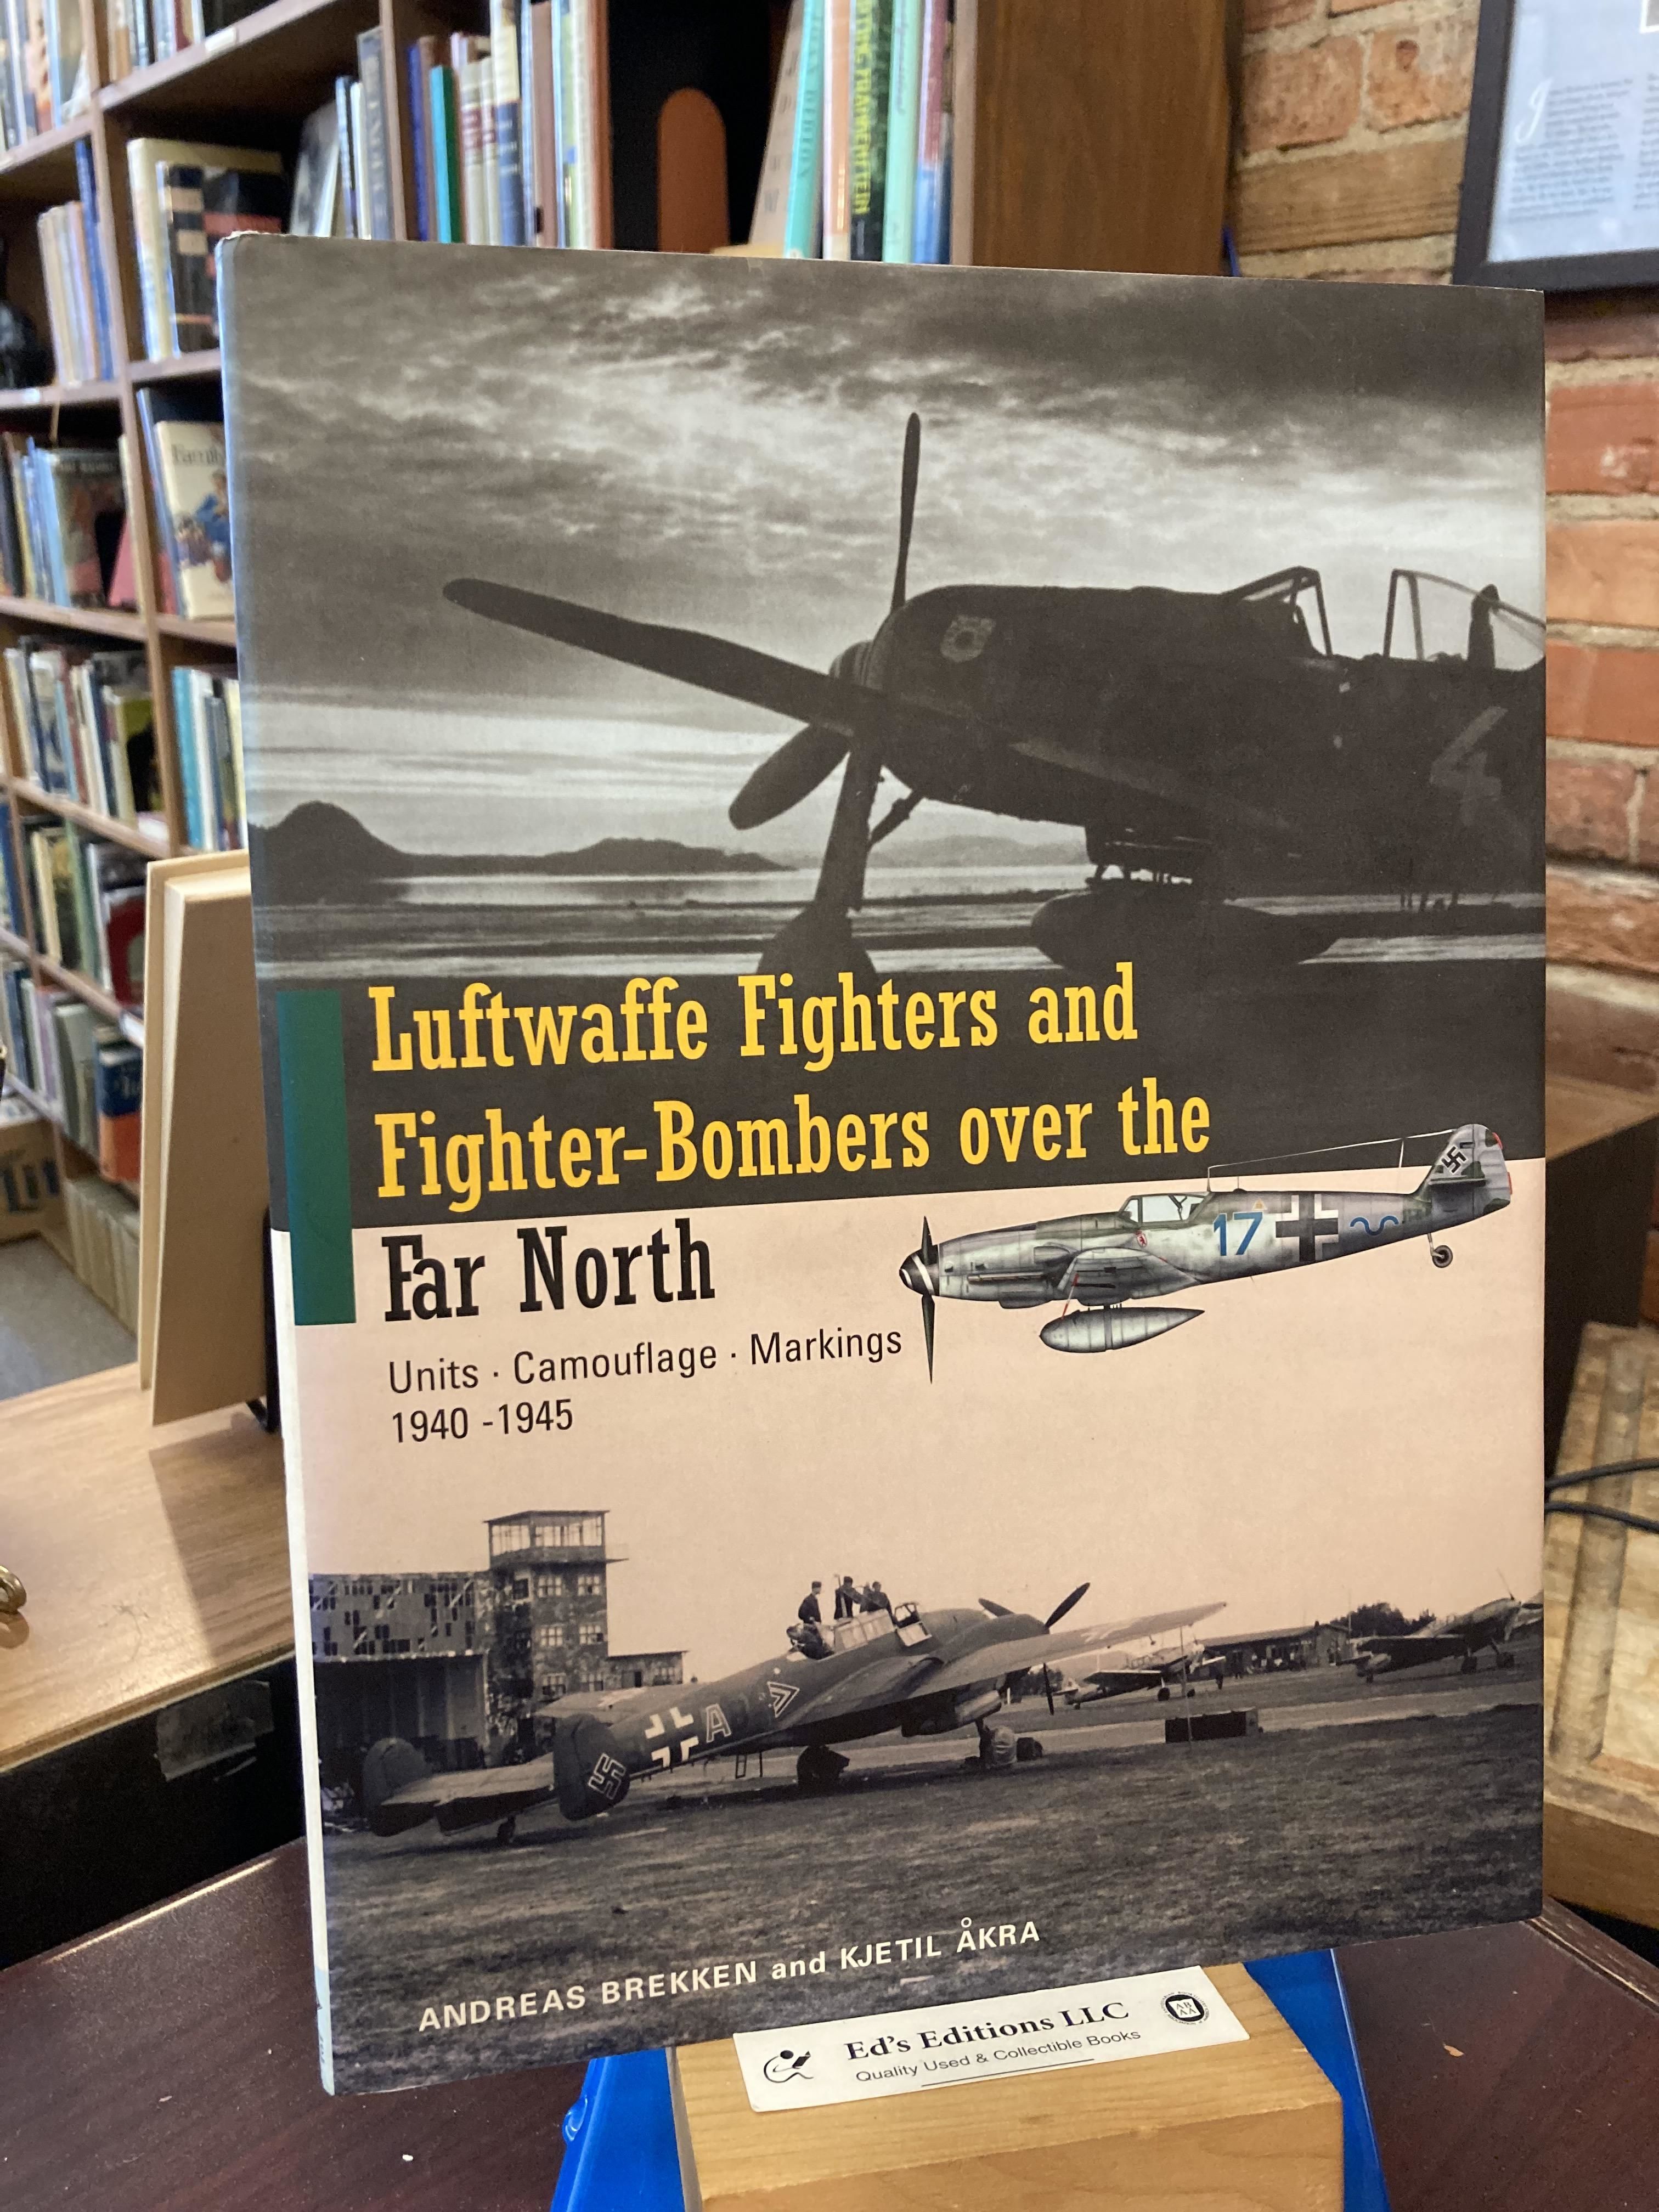 Luftwaffe Fighters and
Fighter-Bombers over the
Far North
Units · Camouflage · Markings
1940 -1945
4
17
A
ANDREAS BREKKEN and KJETIL ÅKRA
Ed's Editions LLC
Quality Used & Collectible Books